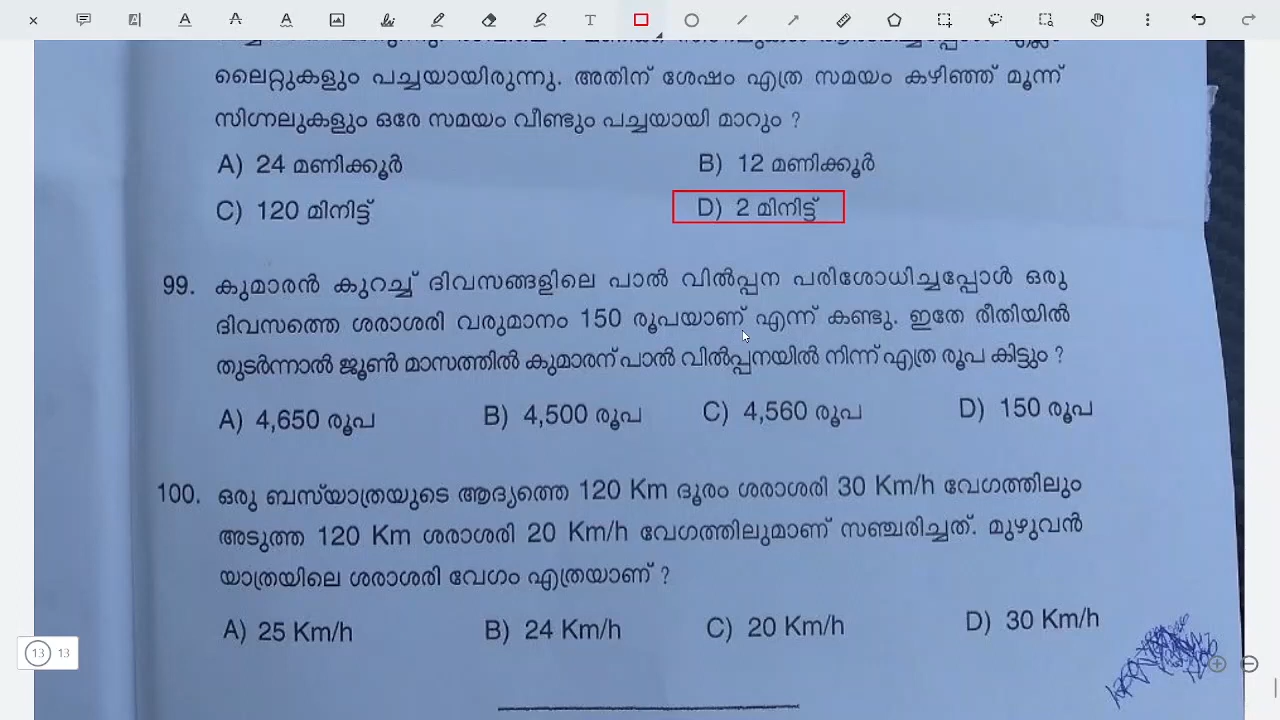 ലൈറ്റുകളും പച്ചയായിരുന്നു. അതിന് ശേഷം എത്ര സമയം കഴിഞ്ഞ് മൂന്ന്
സിഗ്നലുകളും ഒരേ സമയം വീണ്ടും പച്ചയായി മാറും ?
A) 24 മണിക്കൂർ B) 12 മണിക്കൂർ
C) 120 മിനിട്ട് D) 2 മിനിട്ട്
99. കുമാരൻ കുറച്ച് ദിവസങ്ങളിലെ പാൽ വിൽപ്പന പരിശോധിച്ചപ്പോൾ ഒരു
ദിവസത്തെ ശരാശരി വരുമാനം 150 രൂപയാണ് എന്ന് കണ്ടു. ഇതേ രീതിയിൽ
തുടർന്നാൽ ജൂൺ മാസത്തിൽ കുമാരന് പാൽ വിൽപ്പനയിൽ നിന്ന് എത്ര രൂപ കിട്ടും ?
A) 4,650 രൂപ B) 4,500 രൂപ C) 4,560 രൂപ D) 150 രൂപ
100. ഒരു ബസ്‌യാത്രയുടെ ആദ്യത്തെ 120 Km ദൂരം ശരാശരി 30 Km/h വേഗത്തിലും
അടുത്ത 120 Km ശരാശരി 20 Km/h വേഗത്തിലുമാണ് സഞ്ചരിച്ചത്. മുഴുവൻ
യാത്രയിലെ ശരാശരി വേഗം എത്രയാണ് ?
A) 25 Km/h B) 24 Km/h C) 20 Km/h D) 30 Km/h
13 13